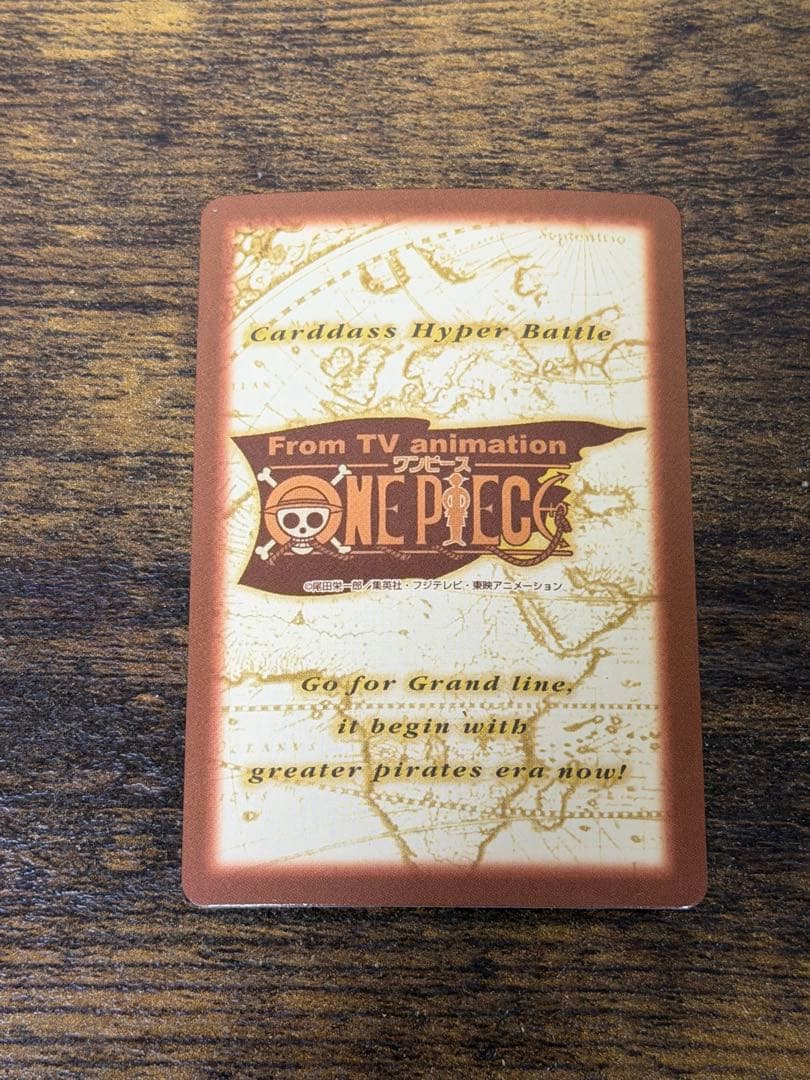 Septentrio
Carddass Hyper Battle
From TV animation
ワンピース
ONE PIECE
©尾田栄一郎/集英社・フジテレビ・東映アニメーション
Go for Grand line,
it begin with
greater pirates era now!